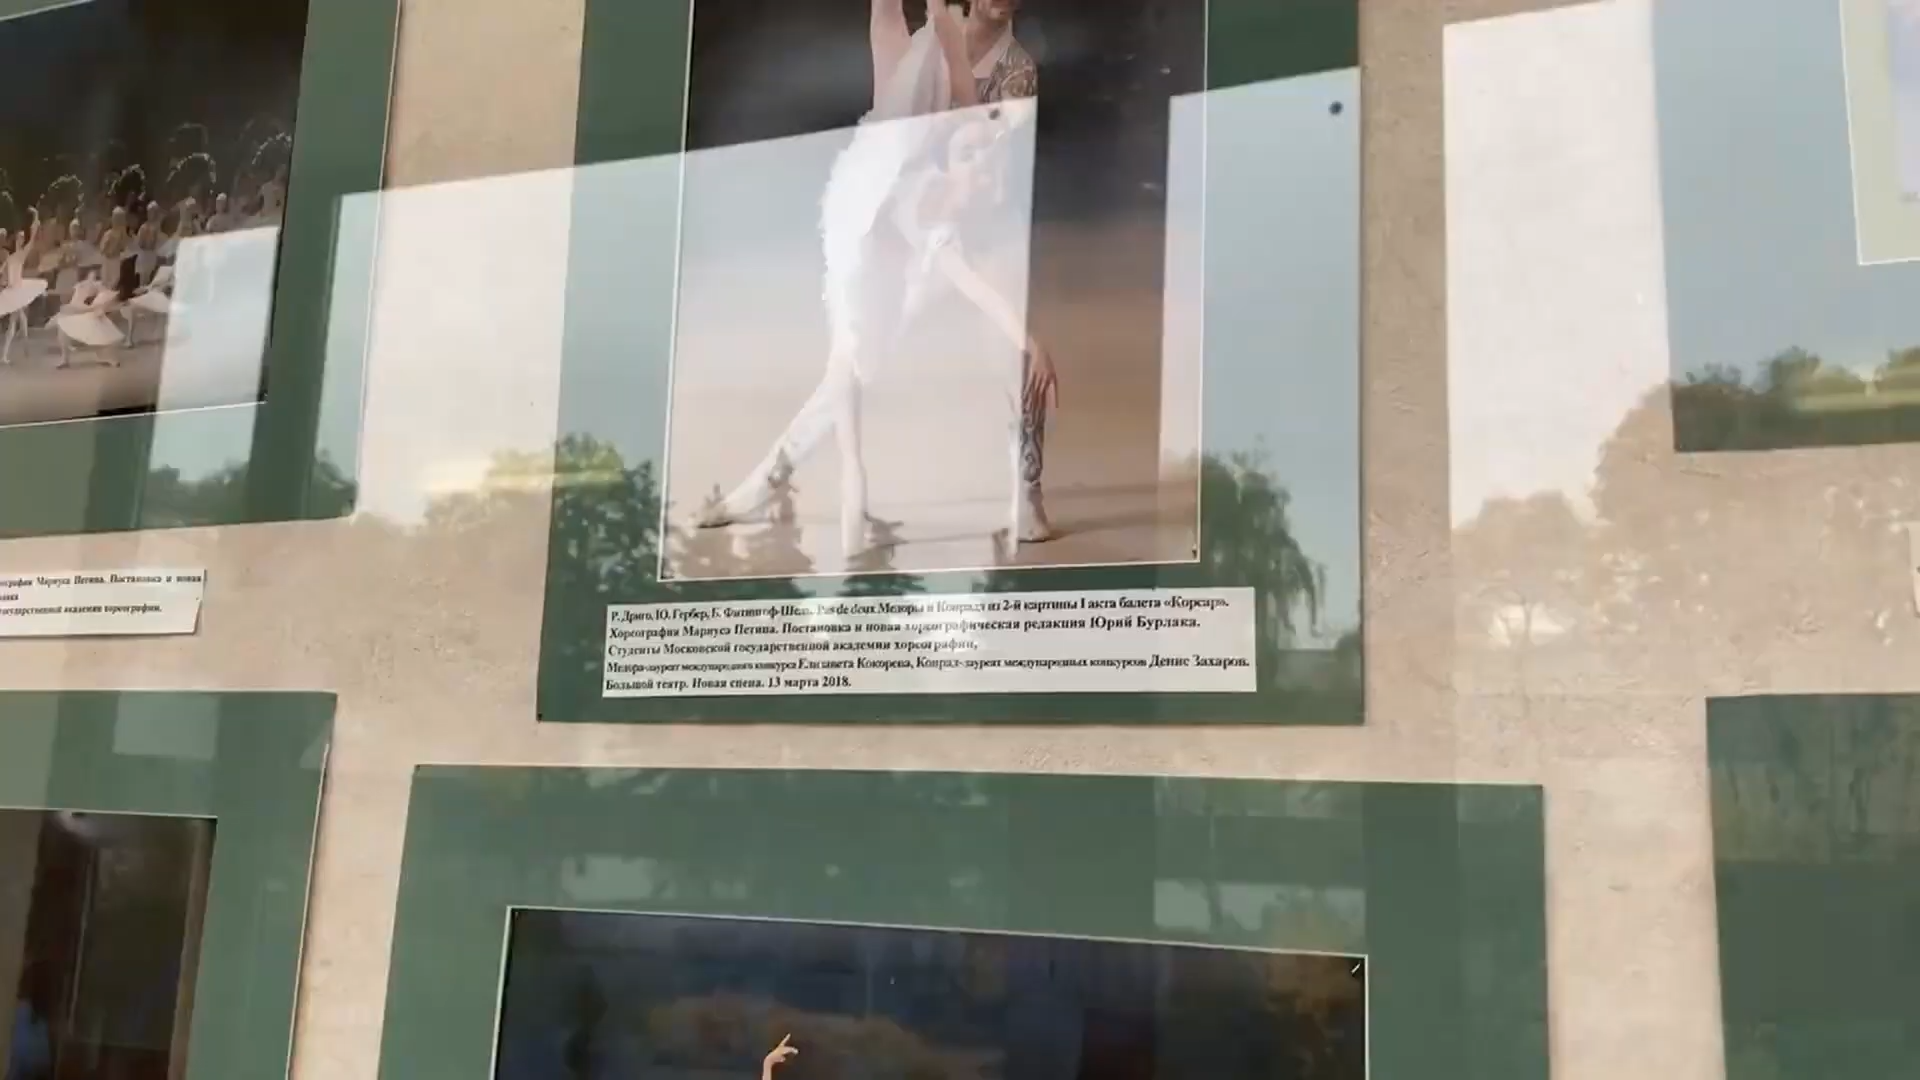 Р. Дриго, Ю. Гербер, Б. Фитингоф-Шель. Pas de deux Медоры и Конрада из 2-й картины I акта балета «Корсар».
Хореография Мариуса Петипа. Постановка и новая хореографическая редакция Юрий Бурлака.
Студенты Московской государственной академии хореографии,
Медора-лауреат международного конкурса Елизавета Кокорева, Конрад-лауреат международных конкурсов Денис Захаров.
Большой театр. Новая сцена. 13 марта 2018.
Мариуса Петипа. Постановка и новая
государственной академии хореографии.